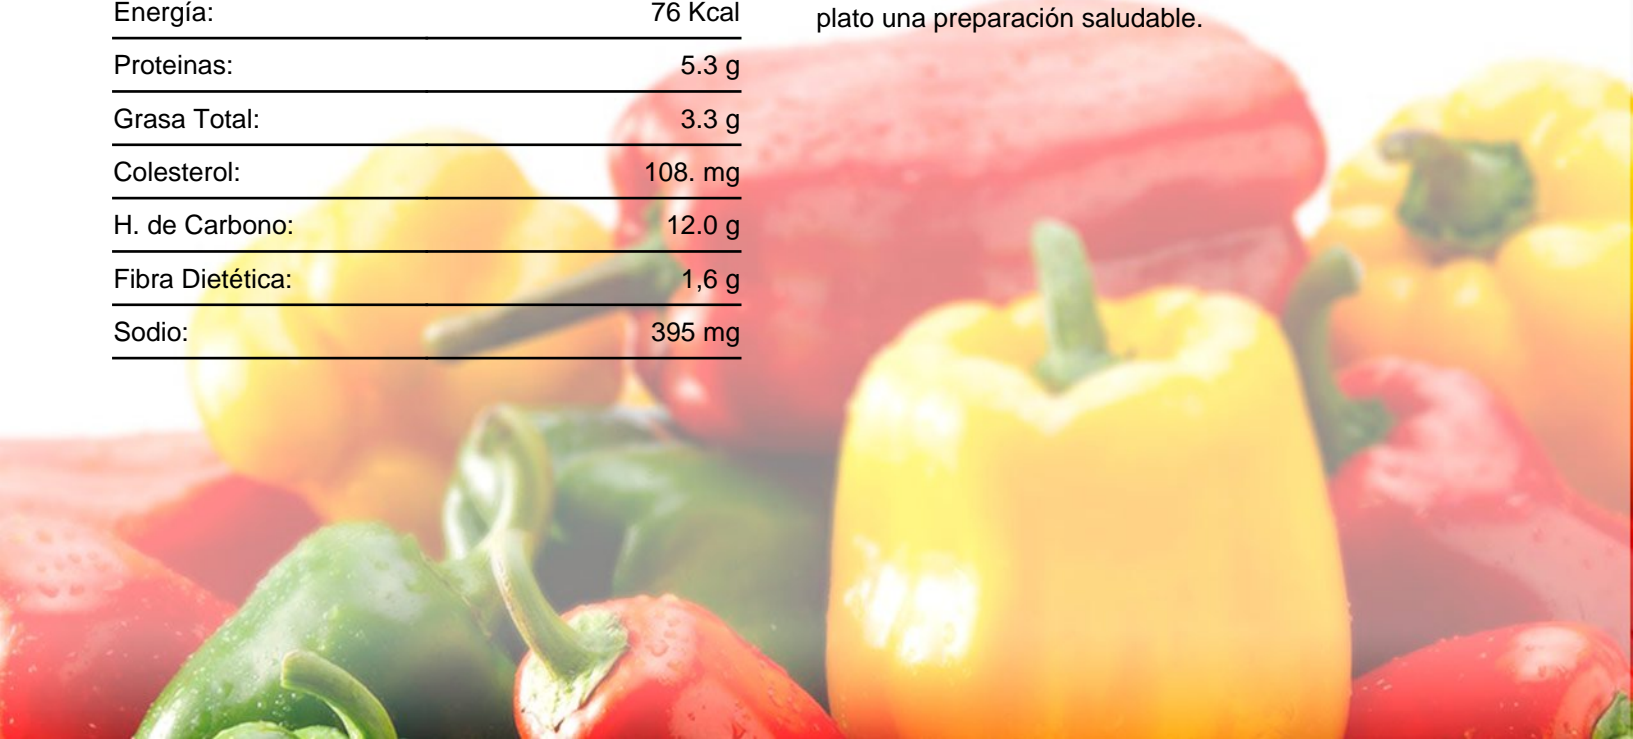 Energía: 76 Kcal
plato una preparación saludable.
Proteinas: 5.3 g
Grasa Total: 3.3 g
Colesterol: 108. mg
H. de Carbono: 12.0 g
Fibra Dietética: 1,6 g
Sodio: 395 mg